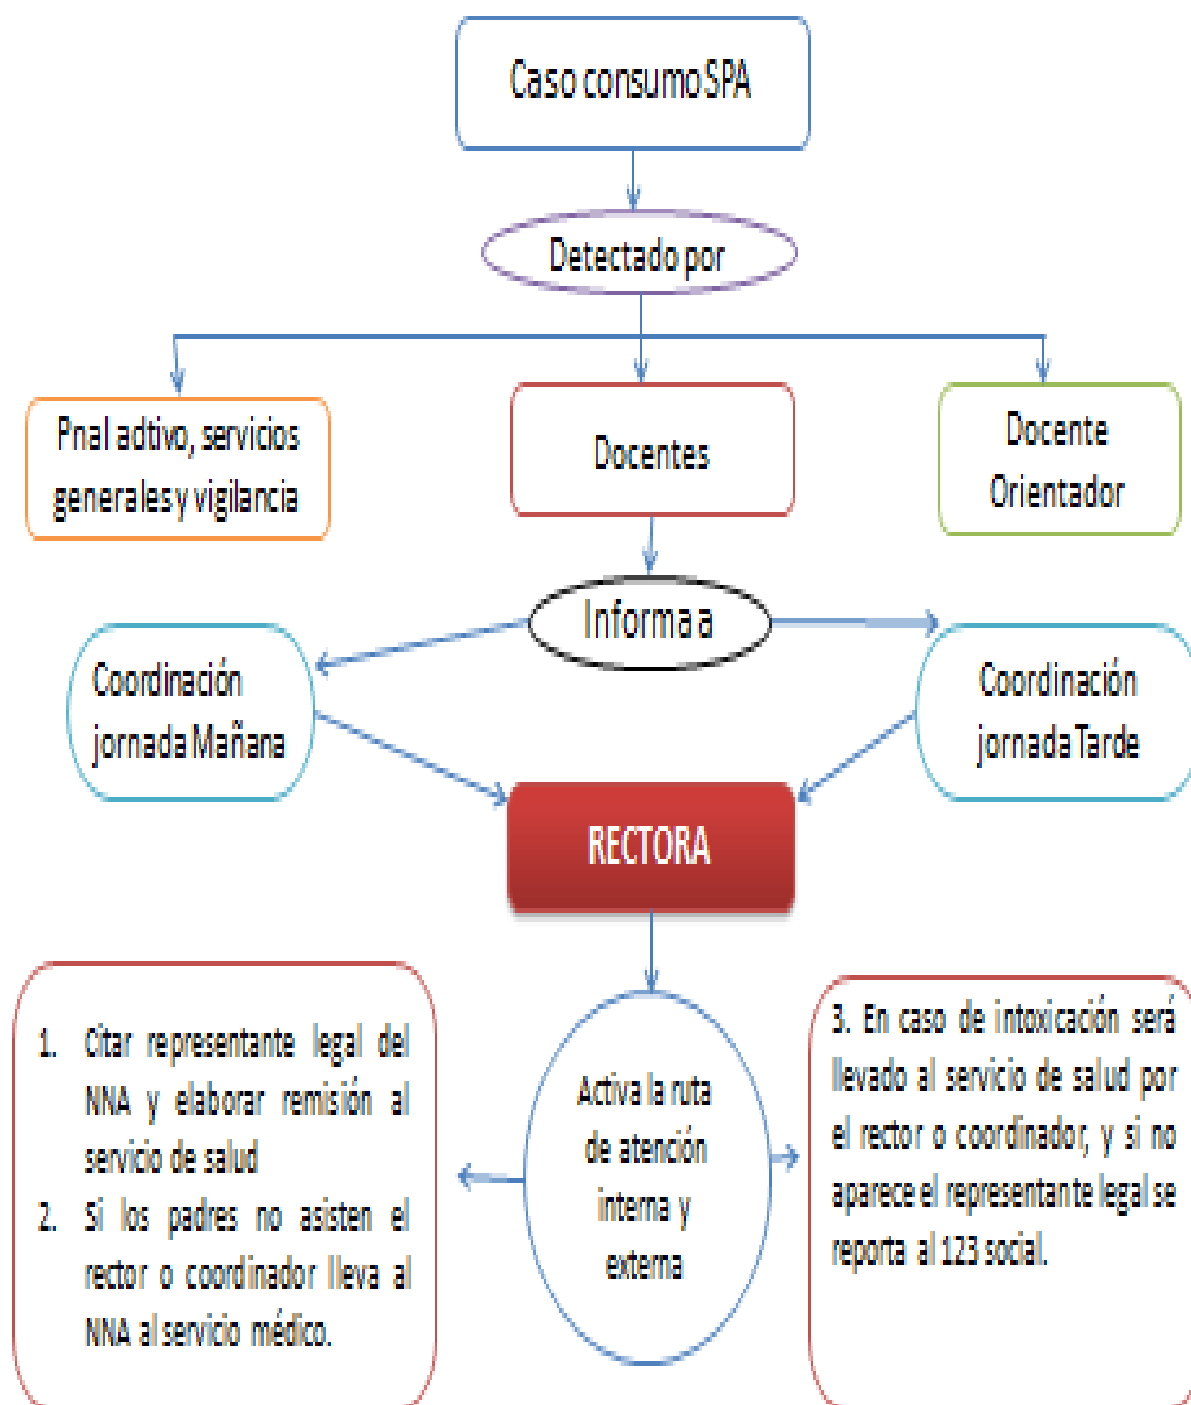 Caso consumo SPA
Detectado por
Pnal adtivo, servicios
generales y vigilancia
Docentes
Docente
Orientador
Informa a
Coordinación
jornada Mañana
Coordinación
jornada Tarde
RECTORA
1. Citar representante legal del
NNA y elaborar remisión al
servicio de salud
2. Si los padres no asisten el
rector o coordinador lleva al
NNA al servicio médico.
Activa la ruta
de atención
interna y
externa
3. En caso de intoxicación será
llevado al servicio de salud por
el rector o coordinador, y si no
aparece el representante legal se
reporta al 123 social.